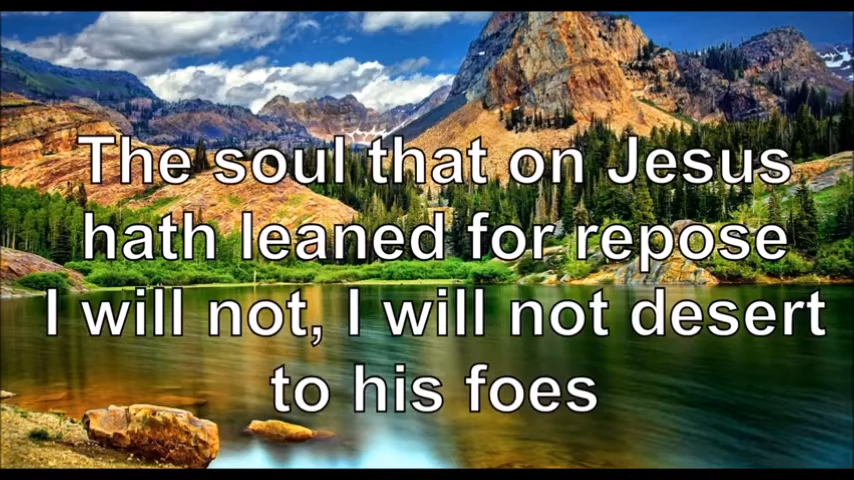 The soul that on Jesus
hath leaned for repose
I will not, I will not desert
to his foes